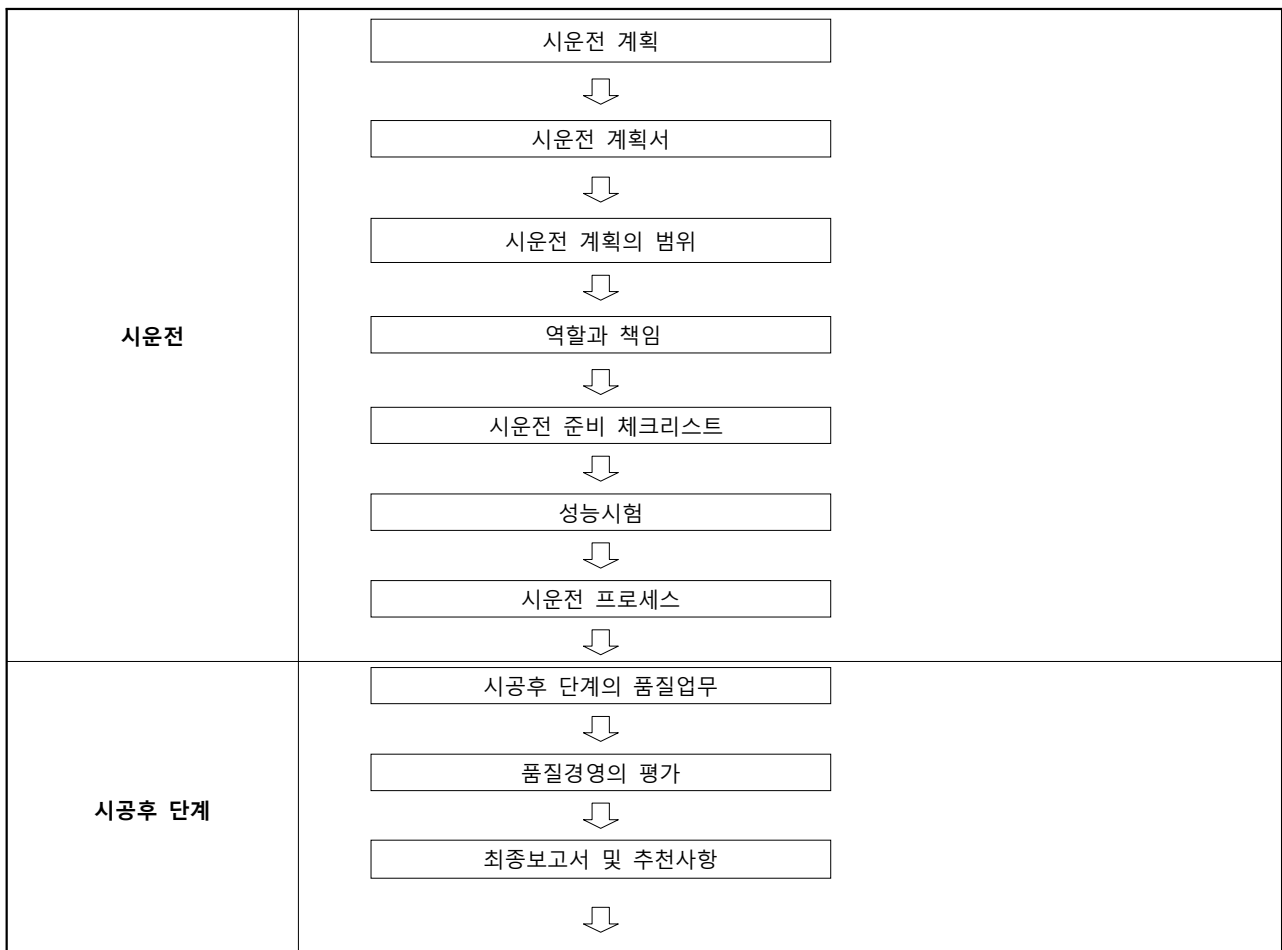 시운전 계획
시운전 계획서
시운전 계획의 범위
시운전
역할과 책임
시운전 준비 체크리스트
성능시험
시운전 프로세스
시공후 단계의 품질업무
품질경영의 평가
시공후 단계
최종보고서 및 추천사항